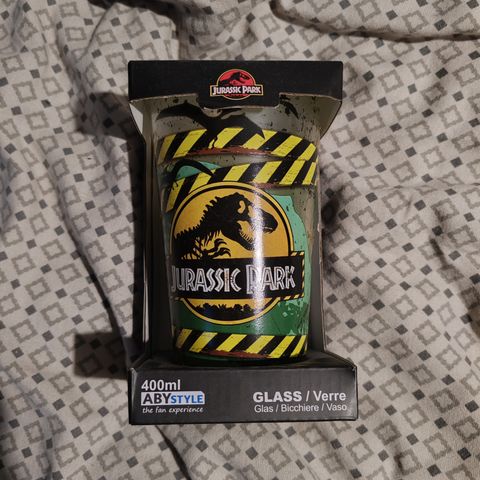 JURASSIC PARK
JURASSIC PARK
400ml
ABYSTYLE
the fan experience
GLASS / Verre
Glas / Bicchiere / Vaso